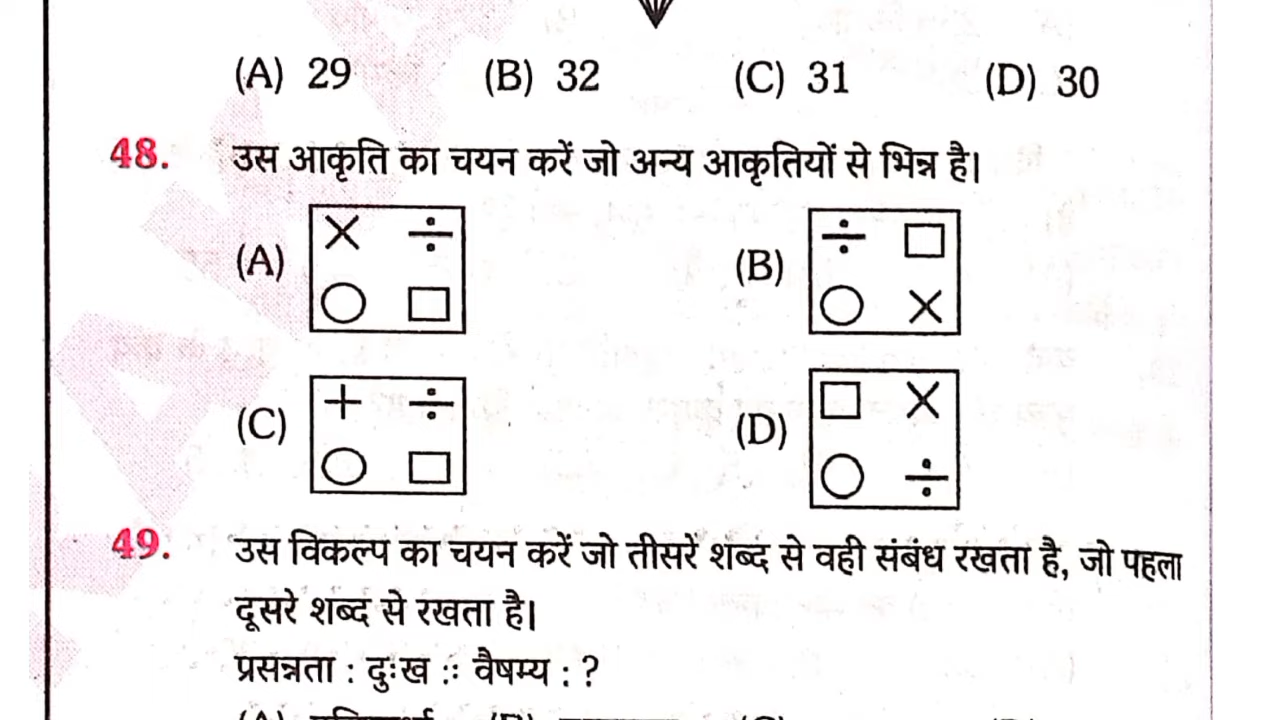 (A) 29 (B) 32 (C) 31 (D) 30
48. उस आकृति का चयन करें जो अन्य आकृतियों से भिन्न है।
(A) × ÷ (B) ÷ □
○ □ ○ ×
(C) + ÷ (D) □ ×
○ □ ○ ÷
49. उस विकल्प का चयन करें जो तीसरे शब्द से वही संबंध रखता है, जो पहला
दूसरे शब्द से रखता है।
प्रसन्नता : दुःख :: वैषम्य : ?